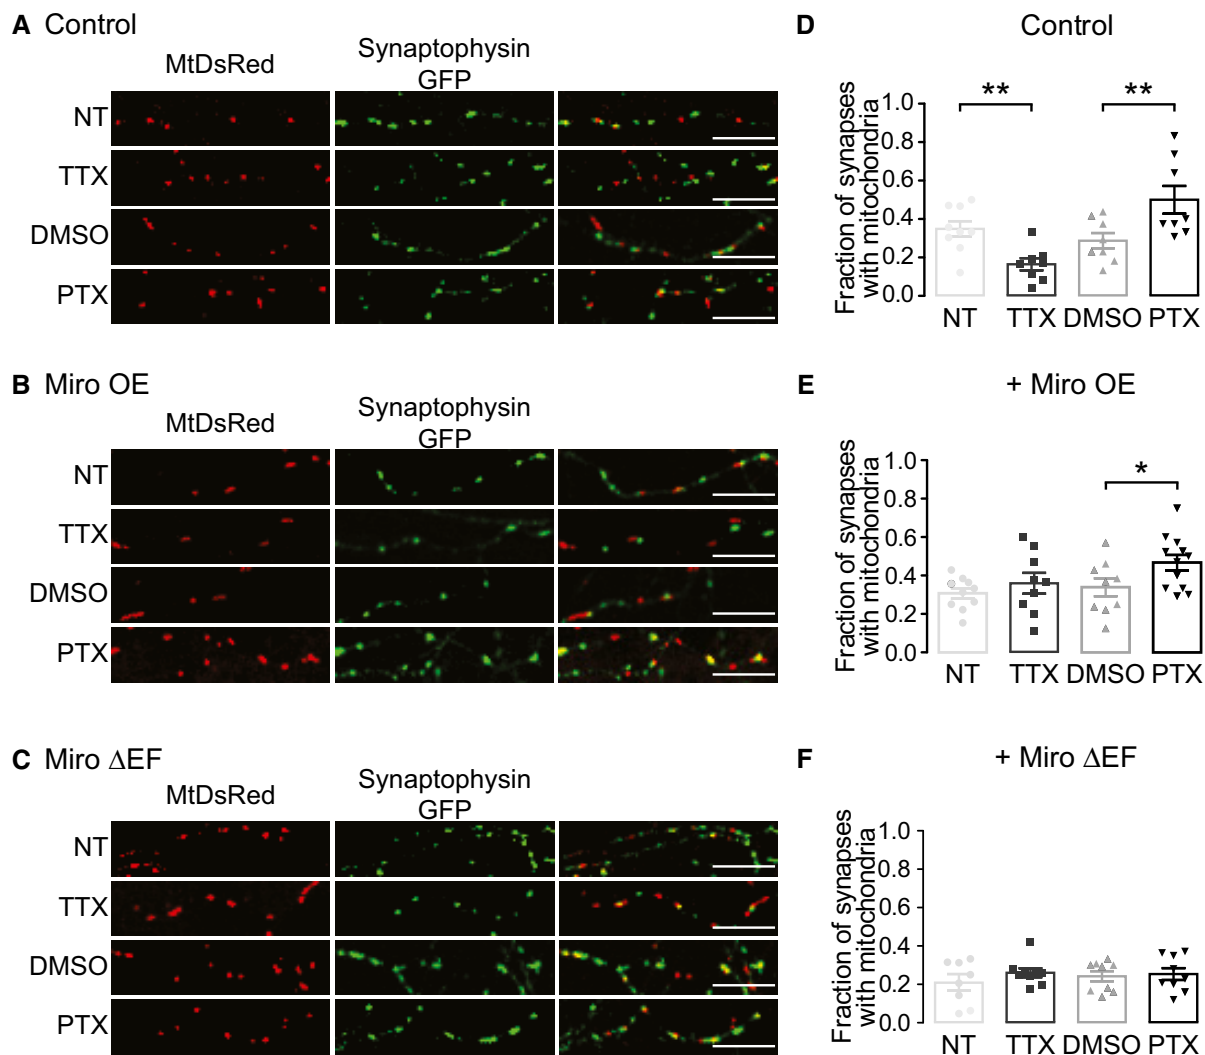 A Control
MtDsRed
Synaptophysin
GFP
NT
TTX
DMSO
PTX
D Control
Fraction of synapses
with mitochondria
1.0
0.8
0.6
0.4
0.2
0.0
**
**
NT TTX DMSO PTX
B Miro OE
MtDsRed
Synaptophysin
GFP
NT
TTX
DMSO
PTX
E + Miro OE
Fraction of synapses
with mitochondria
1.0
0.8
0.6
0.4
0.2
0.0
*
NT TTX DMSO PTX
C Miro ΔEF
MtDsRed
Synaptophysin
GFP
NT
TTX
DMSO
PTX
F + Miro ΔEF
Fraction of synapses
with mitochondria
1.0
0.8
0.6
0.4
0.2
0.0
NT TTX DMSO PTX